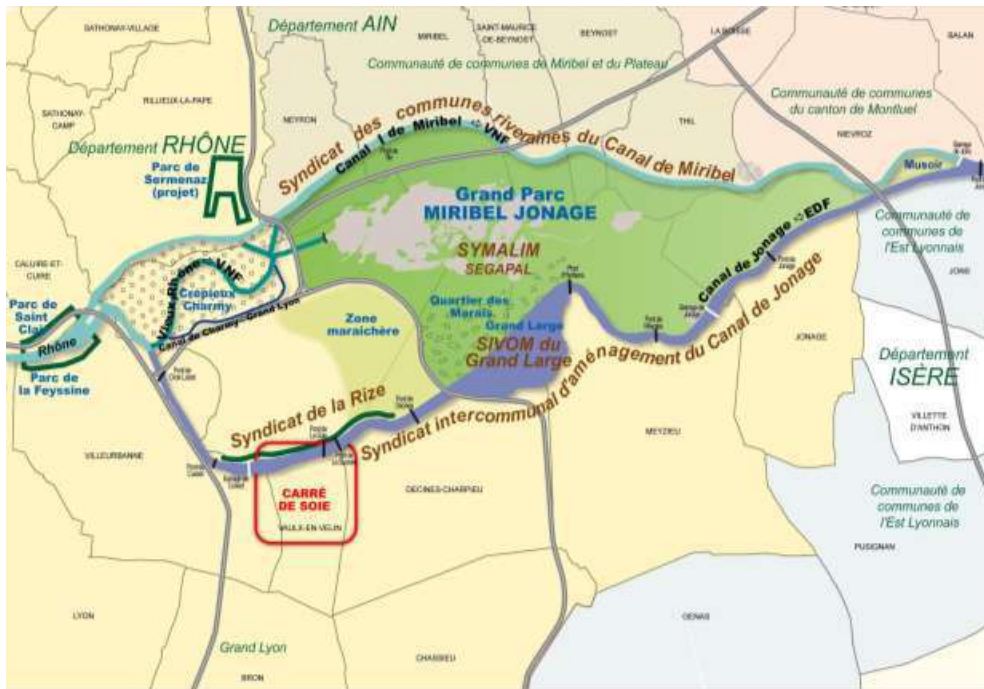 SATHONAY-VILLAGE
Département AIN
MIRIBEL
SAINT-MAURICE
-DE-BEYNOST
BEYNOST
LA BOISSE
BALAN
Communauté de communes de Miribel et du Plateau
RILLIEUX-LA-PAPE
SATHONAY-
CAMP
NEYRON
THIL
Communauté de communes
du canton de Montluel
NIEVROZ
Département RHÔNE
Syndicat des communes riveraines du Canal de Miribel
Canal de Miribel
VNF
Parc de
Sermenaz
(projet)
Musoir
Grand Parc
MIRIBEL JONAGE
SYMALIM
SEGAPAL
Canal de Jonage
EDF
Communauté de
communes de
l'Est Lyonnais
JONS
CALUIRE-ET-
CUIRE
Vieux Rhône
VNF
Crépieux
Charmy
Canal de Charmy-Grand Lyon
Parc de
Saint
Clair
Rhône
Parc de
la Feyssine
Zone
maraichère
Quartier des
Marais
Grand Large
SIVOM du
Grand Large
Syndicat intercommunal d'aménagement du Canal de Jonage
JONAGE
Département
ISÈRE
VILLETTE
D'ANTHON
Syndicat de la Rize
MEYZIEU
VILLEURBANNE
CARRÉ
DE SOIE
VAULX-EN-VELIN
DECINES-CHARPIEU
Communauté de
communes de
l'Est Lyonnais
PUSIGNAN
LYON
Grand Lyon
BRON
CHASSIEU
GENAS